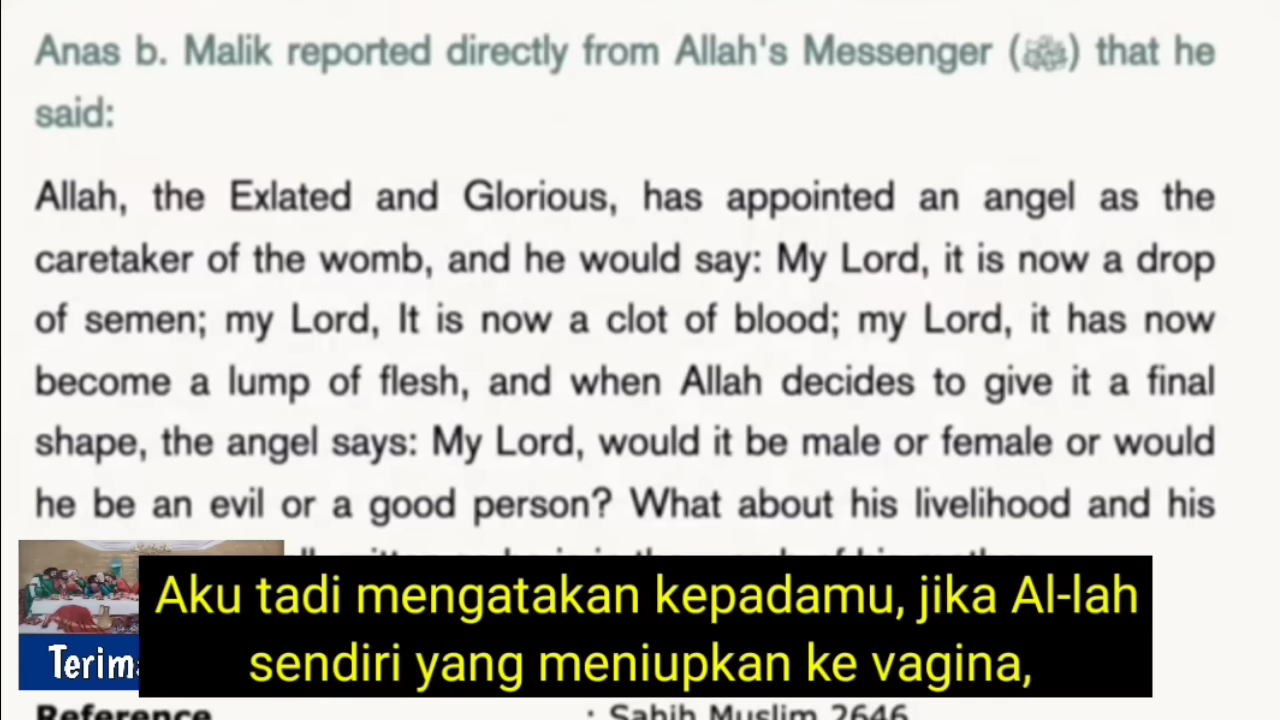 Anas b. Malik reported directly from Allah's Messenger (ﷺ) that he
said:
Allah, the Exlated and Glorious, has appointed an angel as the
caretaker of the womb, and he would say: My Lord, it is now a drop
of semen; my Lord, It is now a clot of blood; my Lord, it has now
become a lump of flesh, and when Allah decides to give it a final
shape, the angel says: My Lord, would it be male or female or would
he be an evil or a good person? What about his livelihood and his
Aku tadi mengatakan kepadamu, jika Al-lah
sendiri yang meniupkan ke vagina,
Terima
Reference : Sahih Muslim 2646